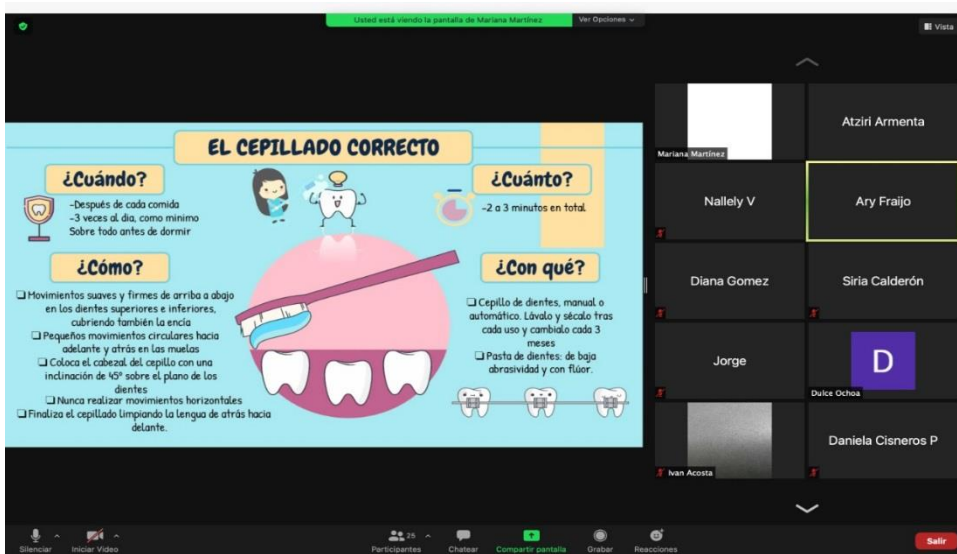 Usted está viendo la pantalla de Mariana Martínez
Ver Opciones
Vista
EL CEPILLADO CORRECTO
¿Cuándo?
-Después de cada comida
-3 veces al dia, como minimo
Sobre todo antes de dormir
¿Cuánto?
-2 a 3 minutos en total
¿Cómo?
Movimientos suaves y firmes de arriba a abajo
en los dientes superiores e inferiores,
cubriendo también la encía
Pequeños movimientos circulares hacia
adelante y atrás en las muelas
Coloca el cabezal del cepillo con una
inclinación de 45º sobre el plano de los
dientes
Nunca realizar movimientos horizontales
Finaliza el cepillado limpiando la lengua de atrás hacia
delante.
¿Con qué?
Cepillo de dientes, manual o
automático. Lávalo y sécalo tras
cada uso y cambialo cada 3
meses
Pasta de dientes: de baja
abrasividad y con flúor.
Mariana Martínez
Atziri Armenta
Nallely V
Ary Fraijo
Diana Gomez
Siria Calderón
Jorge
D
Dulce Ochoa
Ivan Acosta
Daniela Cisneros P
Silenciar
Iniciar Video
Participantes
25
Chatear
Compartir pantalla
Grabar
Reacciones
Salir